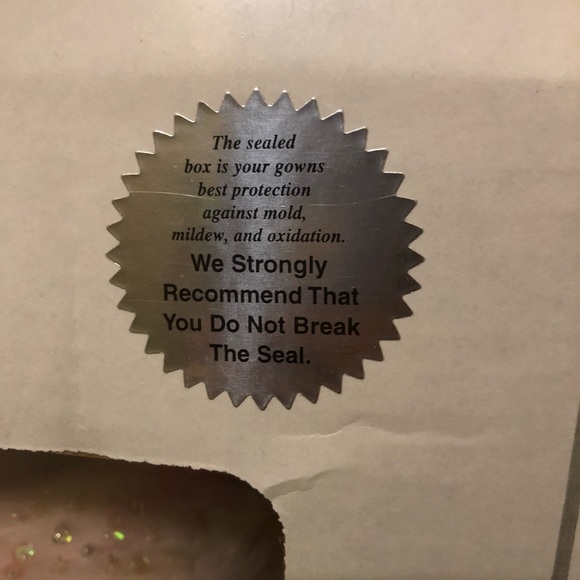 The sealed
box is your gowns
best protection
against mold,
mildew, and oxidation.
We Strongly
Recommend That
You Do Not Break
The Seal.